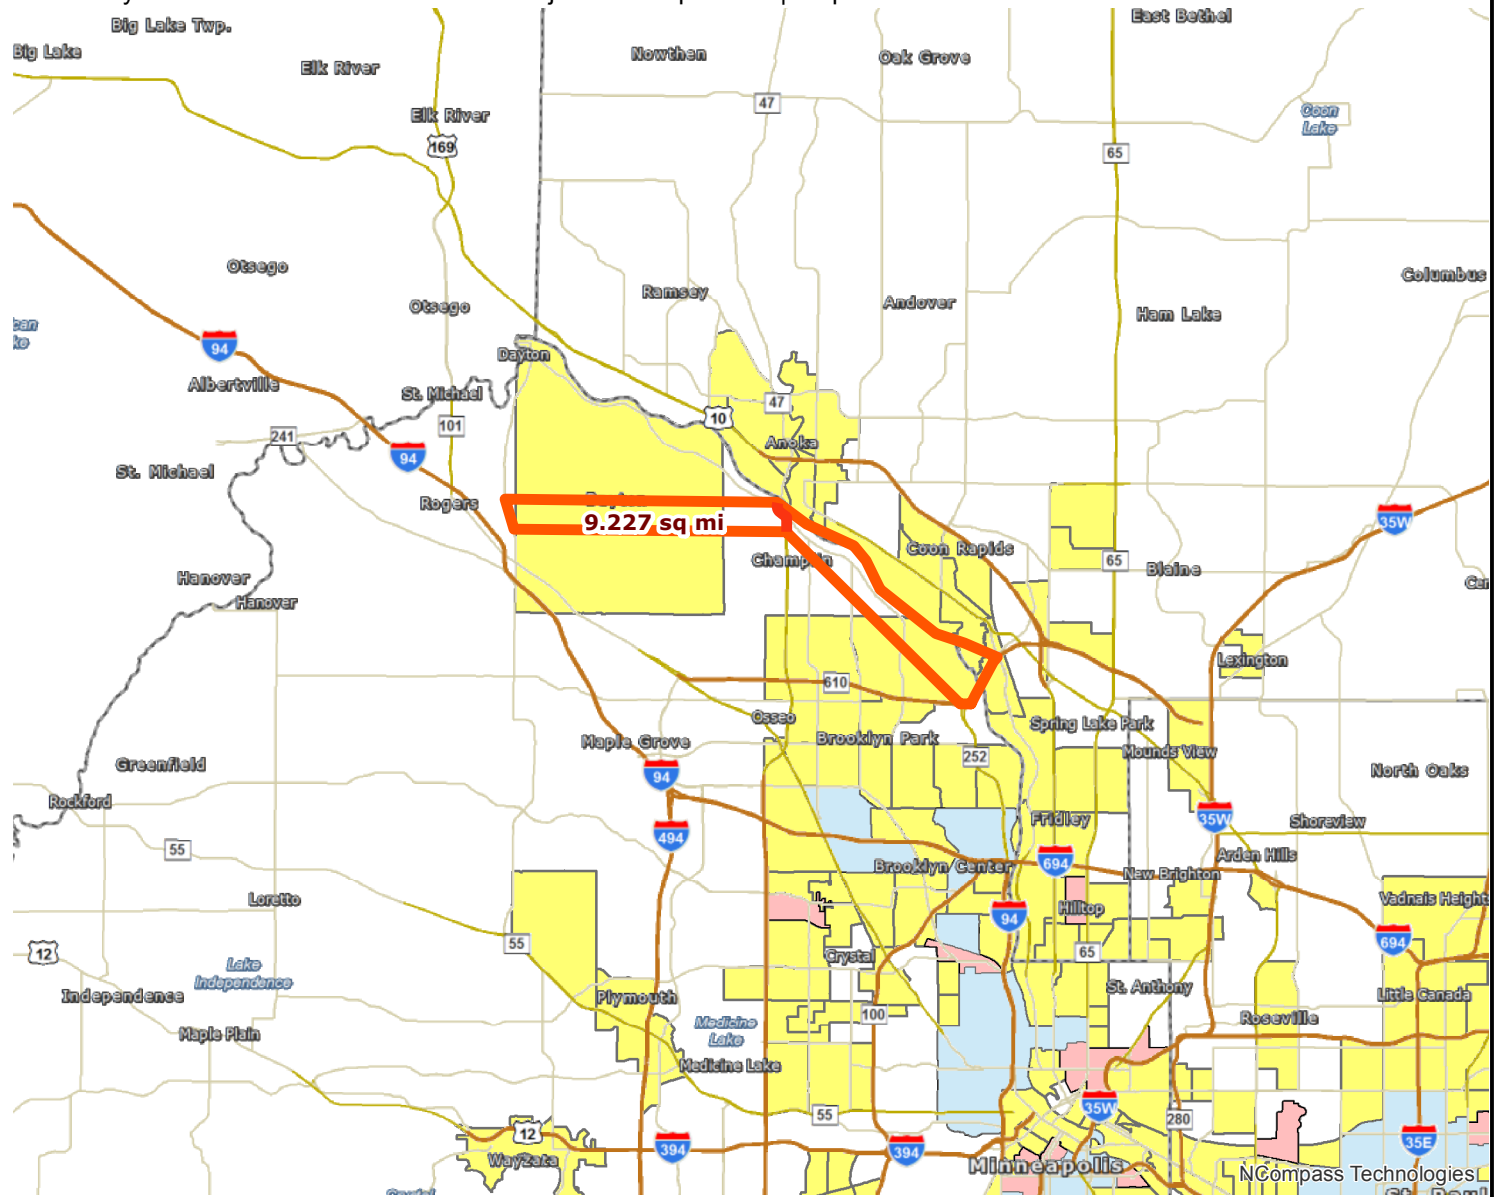 Big Lake Twp.
East Bethel
Big Lake
Nowthen
Oak Grove
Elk River
47
Coon
Lake
Elk River
169
65
Otsego
Columbus
Ramsey
Andover
Otsego
Ham Lake
94
Dayton
Albertville
St. Michael
47
10
101
241
Anoka
94
St. Michael
Rogers
Dayton
35W
9.227 sq mi
Coon Rapids
Champlin
65
Blaine
Hanover
Hanover
Lexington
610
Osseo
Spring Lake Park
Maple Grove
Brooklyn Park
Mounds View
252
Greenfield
North Oaks
94
Rockford
35W
Fridley
Shoreview
494
55
694
Arden Hills
Brooklyn Center
New Brighton
Loretto
Vadnais Height
Hilltop
94
55
694
12
65
Crystal
Lake
Independence
St. Anthony
Independence
Plymouth
Little Canada
100
Roseville
Medicine
Lake
Maple Plain
Medicine Lake
35W
55
280
12
394
394
35E
Wayzata
Minneapolis
NCompass Technologies